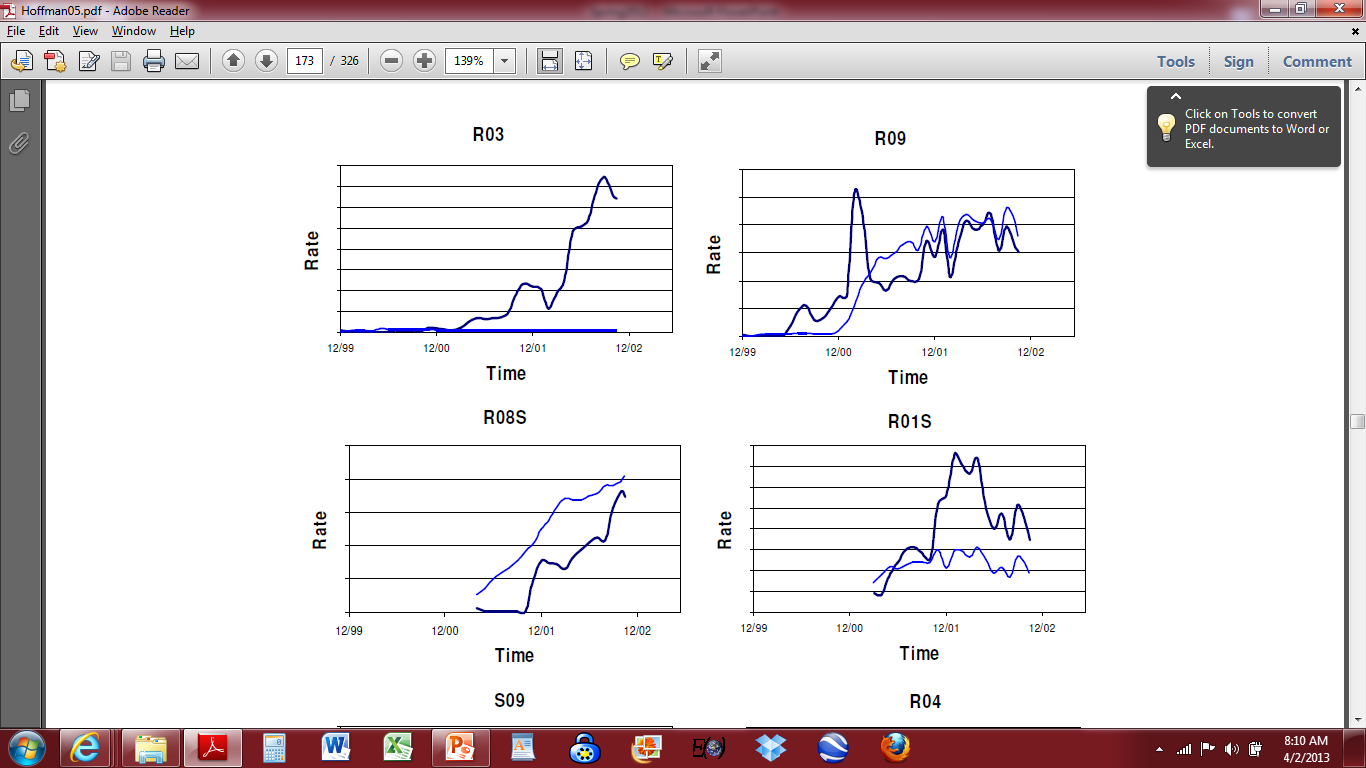 Hoffman05.pdf - Adobe Reader
File Edit View Window Help
173 / 326 139% Tools Sign Comment
Click on Tools to convert
PDF documents to Word or
Excel.
R03
Rate
12/99 12/00 12/01 12/02
Time
R09
Rate
12/99 12/00 12/01 12/02
Time
R08S
Rate
12/99 12/00 12/01 12/02
Time
R01S
Rate
12/99 12/00 12/01 12/02
Time
S09
R04
8:10 AM
4/2/2013